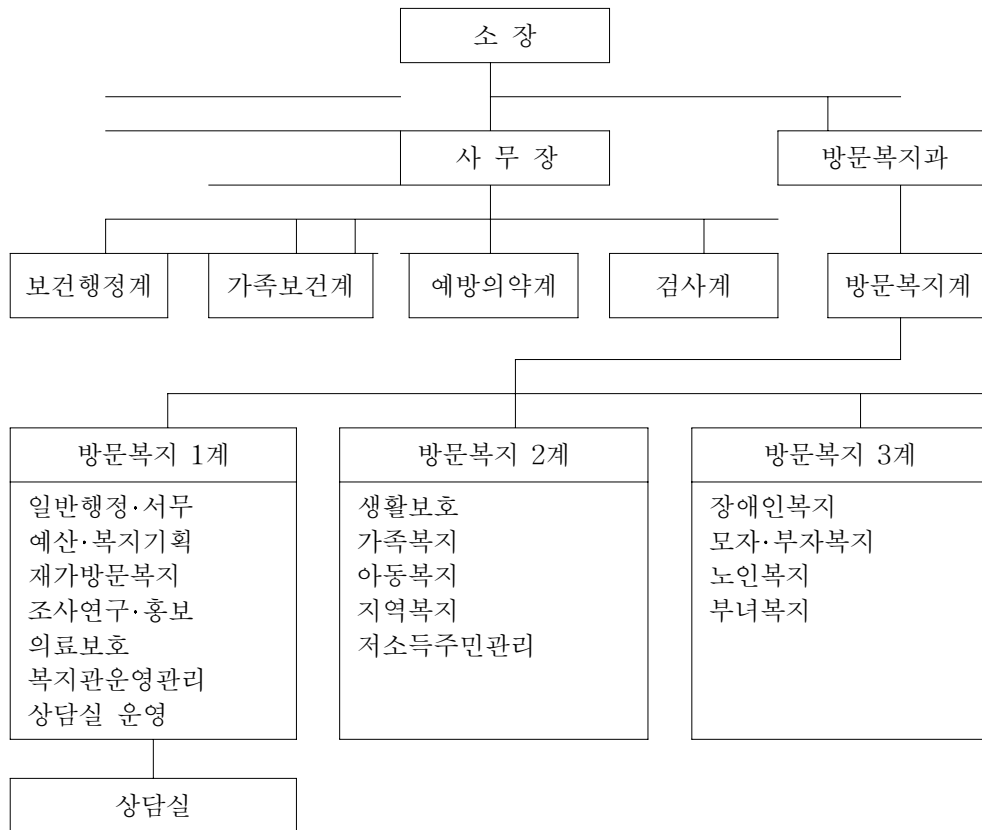 소 장
사 무 장
방문복지과
보건행정계
가족보건계
예방의약계
검사계
방문복지계
방문복지 1계
일반행정·서무
예산·복지기획
재가방문복지
조사연구·홍보
의료보호
복지관운영관리
상담실 운영
방문복지 2계
생활보호
가족복지
아동복지
지역복지
저소득주민관리
방문복지 3계
장애인복지
모자·부자복지
노인복지
부녀복지
상담실